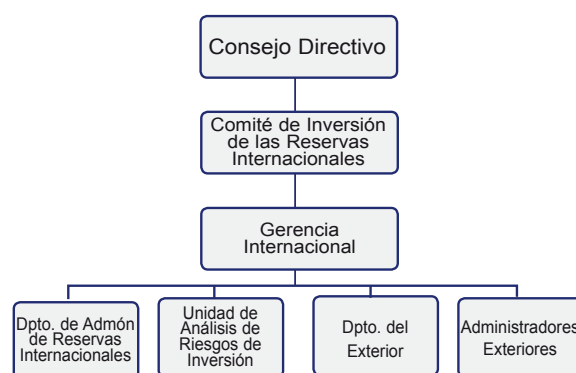 Consejo Directivo
Comité de Inversión
de las Reservas
Internacionales
Gerencia
Internacional
Dpto. de Admón
de Reservas
Internacionales
Unidad de
Análisis de
Riesgos de
Inversión
Dpto. del
Exterior
Administradores
Exteriores